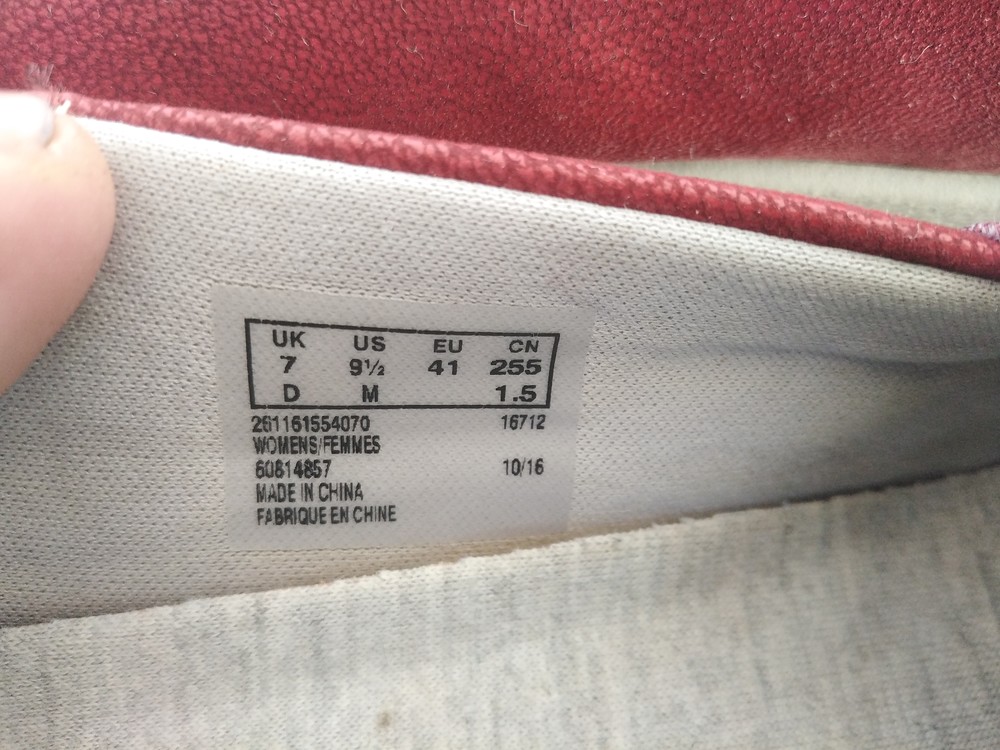 UK US EU CN
7 9½ 41 255
D M 1.5
261161554070 16712
WOMENS/FEMMES
60814857 10/16
MADE IN CHINA
FABRIQUE EN CHINE